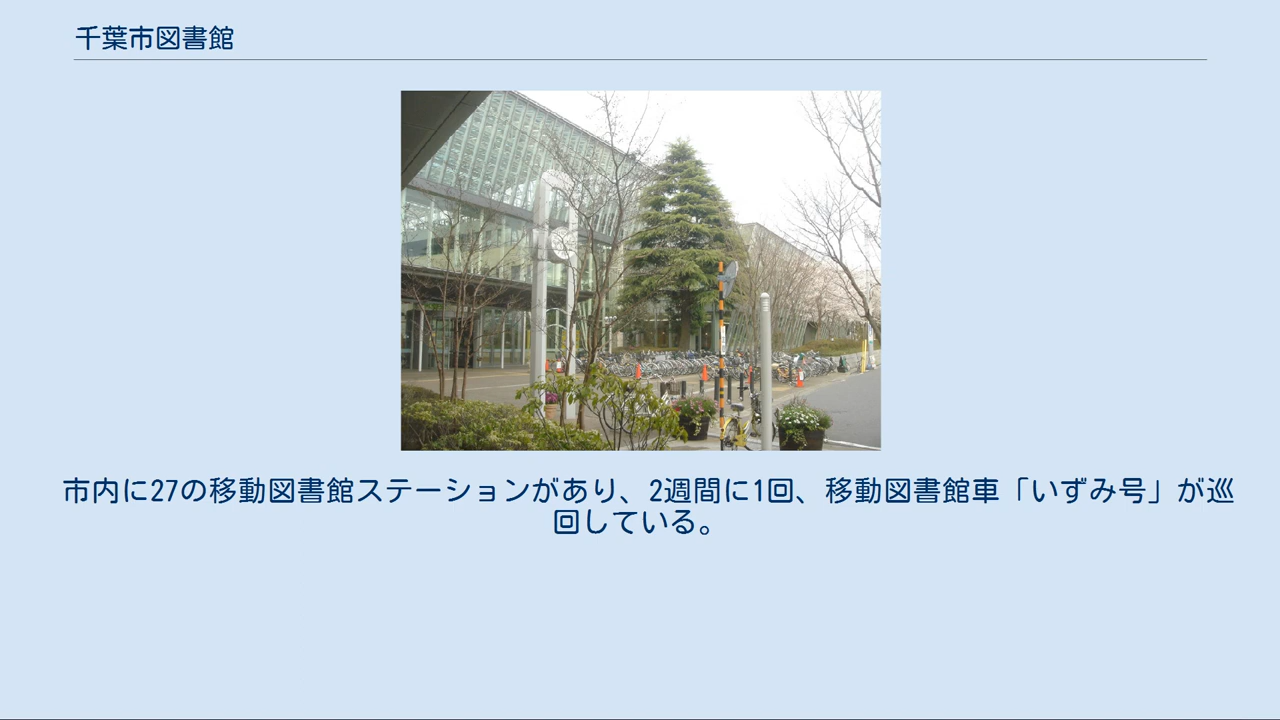 千葉市図書館
市内に27の移動図書館ステーションがあり、2週間に1回、移動図書館車「いずみ号」が巡
回している。